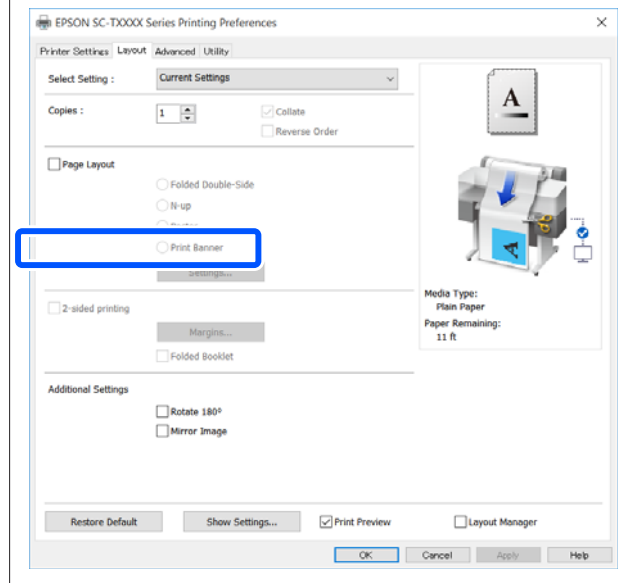 EPSON SC-TXXXX Series Printing Preferences
Printer Settings Layout Advanced Utility
Select Setting : Current Settings
Copies : 1 Collate
Reverse Order
A
Page Layout
Folded Double-Side
N-up
Print Banner
Settings...
2-sided printing
Margins...
Folded Booklet
Media Type:
Plain Paper
Paper Remaining:
11 ft
Additional Settings
Rotate 180°
Mirror Image
Restore Default Show Settings... Print Preview Layout Manager
OK Cancel Apply Help